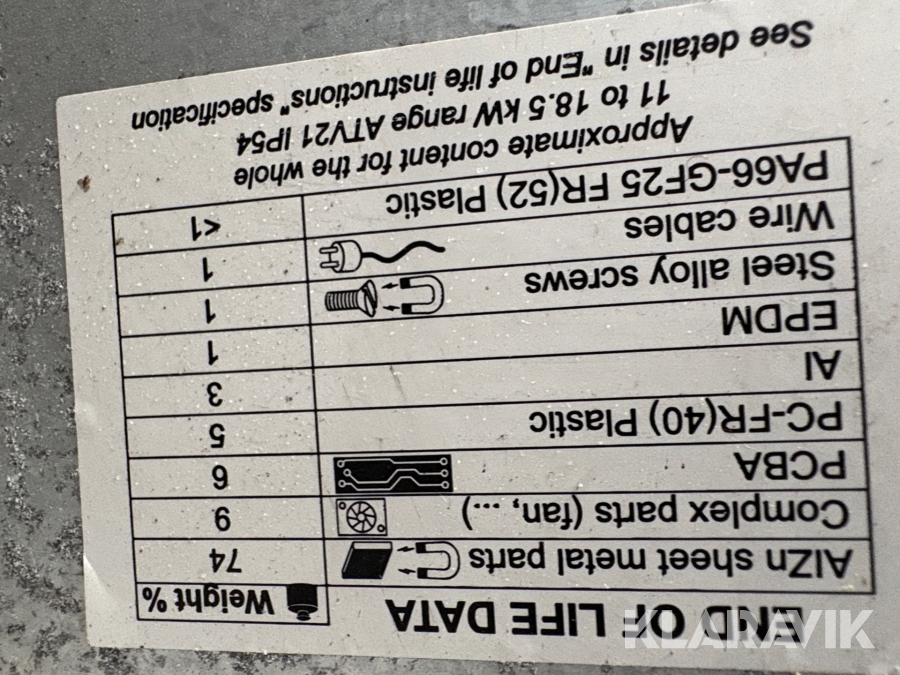 END OF LIFE DATA
Weight %
AlZn sheet metal parts 74
Complex parts (fan, ...) 9
PCBA 6
PC-FR(40) Plastic 5
Al 3
EPDM 1
Steel alloy screws 1
Wire cables 1
PA66-GF25 FR(52) Plastic <1
Approximate content for the whole
11 to 18.5 kW range ATV21 IP54
See details in "End of life instructions" specification
KLARAVIK